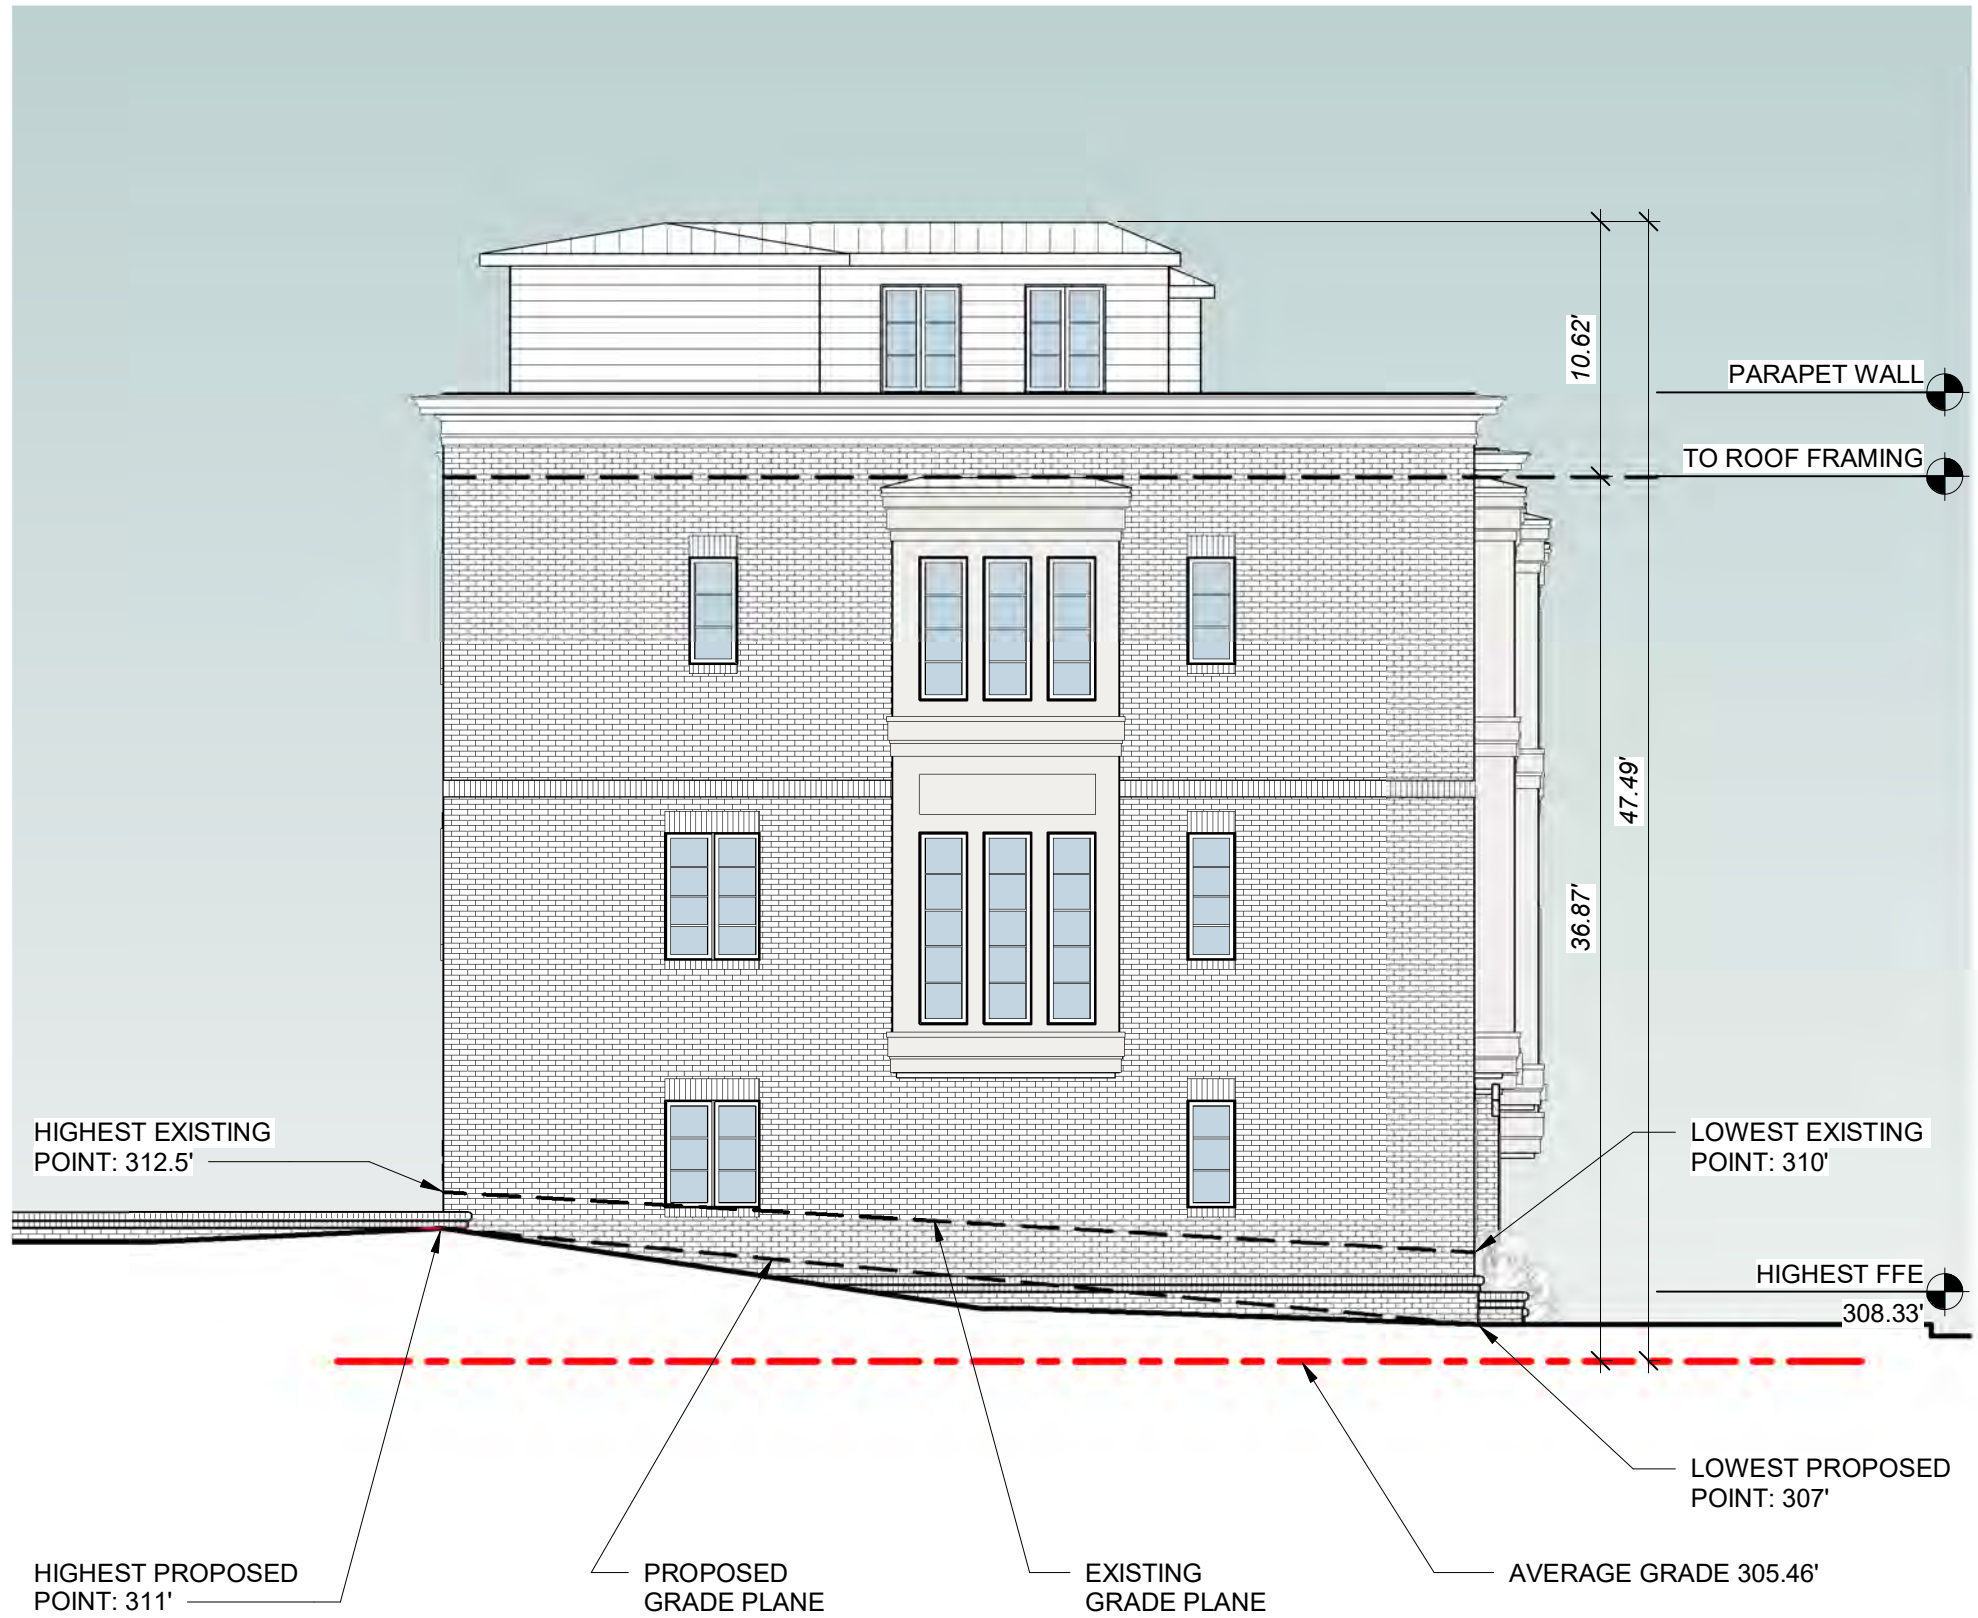 10.62'
PARAPET WALL
TO ROOF FRAMING
47.49'
36.87'
HIGHEST EXISTING
POINT: 312.5'
LOWEST EXISTING
POINT: 310'
HIGHEST FFE
308.33'
LOWEST PROPOSED
POINT: 307'
HIGHEST PROPOSED
POINT: 311'
PROPOSED
GRADE PLANE
EXISTING
GRADE PLANE
AVERAGE GRADE 305.46'